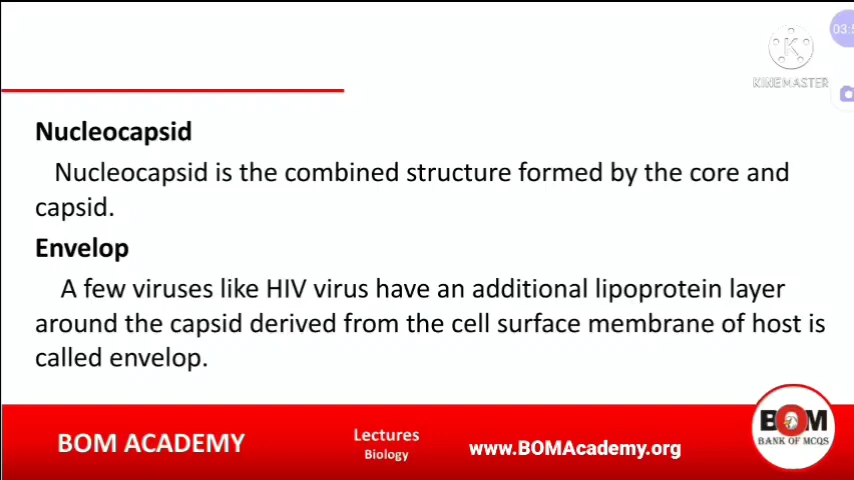 03:5
K
KINEMASTER
Nucleocapsid
Nucleocapsid is the combined structure formed by the core and
capsid.
Envelop
A few viruses like HIV virus have an additional lipoprotein layer
around the capsid derived from the cell surface membrane of host is
called envelop.
BOM ACADEMY
Lectures
Biology
www.BOMAcademy.org
BOM
BANK OF MCQS